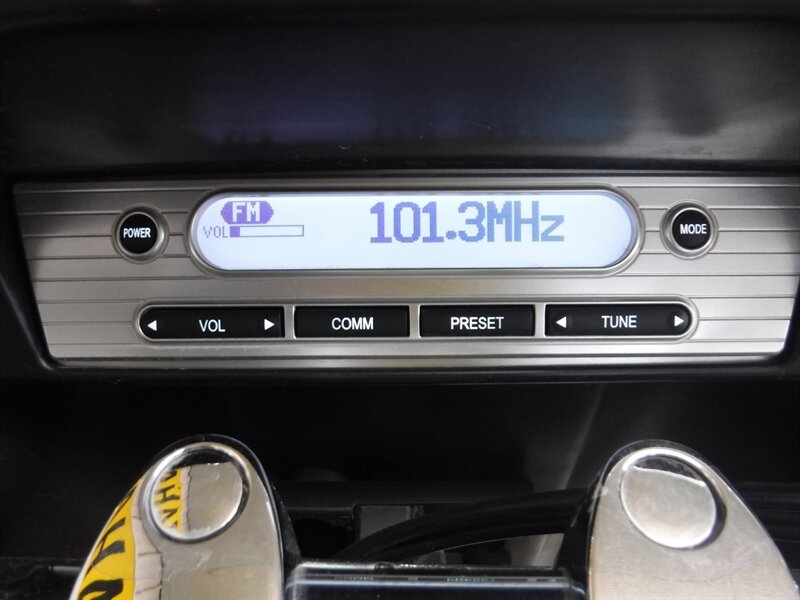 FM
VOL
101.3MHz
POWER
MODE
◄ VOL ►
COMM
PRESET
◄ TUNE ►